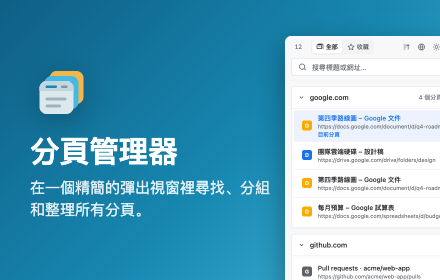 分頁管理器
在一個精簡的彈出視窗裡尋找、分組
和整理所有分頁。
12 全部 收藏
搜尋標題或網址...
google.com 4 個分頁
第四季路線圖 – Google 文件
https://docs.google.com/document/d/q4-roadm
目前分頁
團隊雲端硬碟 – 設計稿
https://drive.google.com/drive/folders/design
第四季路線圖 – Google 文件
https://docs.google.com/document/d/q4-roadm
每月預算 – Google 試算表
https://docs.google.com/spreadsheets/d/budge
github.com
Pull requests · acme/web-app
https://github.com/acme/web-app/pulls